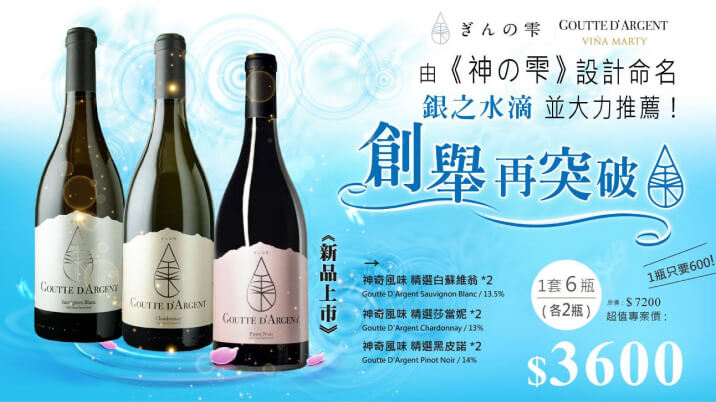 ぎんの雫
GOUTTE D'ARGENT
VIÑA MARTY
由《神の雫》設計命名
銀之水滴 並大力推薦！
創舉再突破
GOUTTE D'ARGENT
Sauvignon Blanc
GOUTTE D'ARGENT
Chardonnay
GOUTTE D'ARGENT
Pinot Noir
《新品上市》
→
神奇風味 精選白蘇維翁 *2
Goutte D'Argent Sauvignon Blanc / 13.5%
神奇風味 精選莎當妮 *2
Goutte D'Argent Chardonnay / 13%
神奇風味 精選黑皮諾 *2
Goutte D'Argent Pinot Noir / 14%
1套6瓶
(各2瓶)
1瓶只要600!
原價：$7200
超值專案價：
$3600